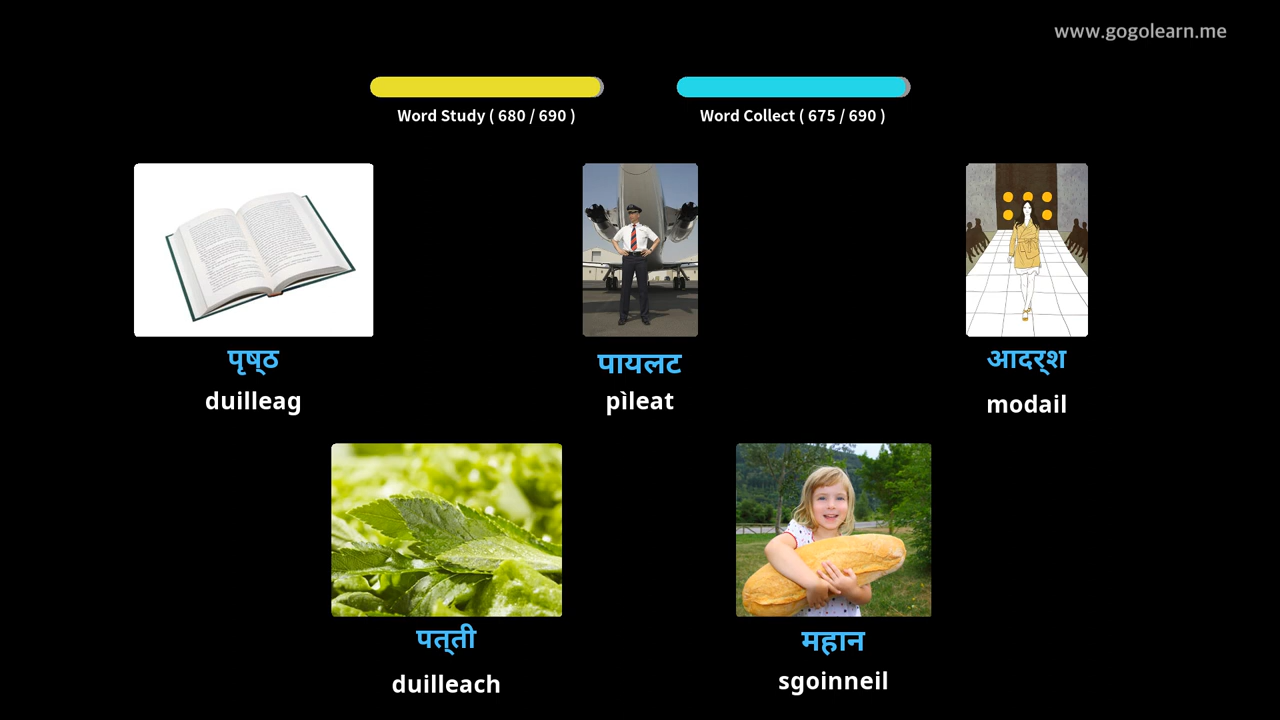 www.gogolearn.me
Word Study ( 680 / 690 )
Word Collect ( 675 / 690 )
पृष्ठ
पायलट
आदर्श
duilleag
pìleat
modail
पत्ती
महान
duilleach
sgoinneil